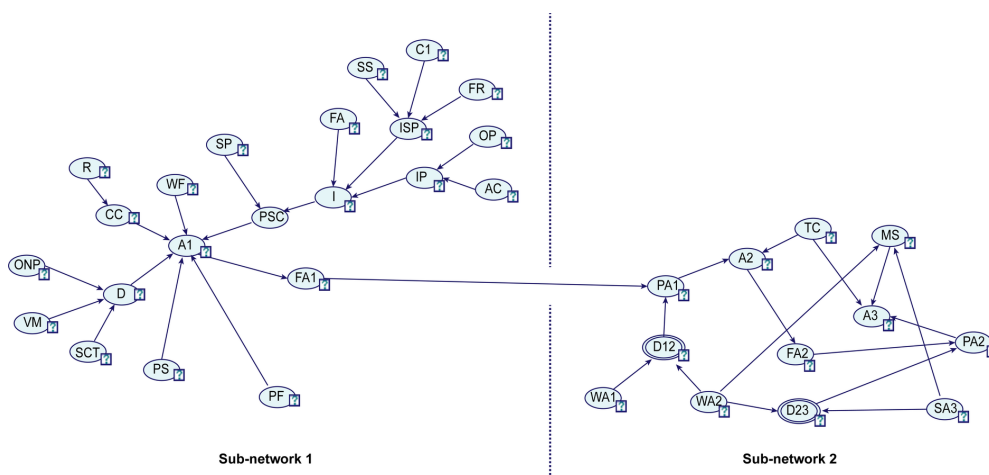 C1
SS
FR
FA
ISP
SP
OP
R
WF
IP
AC
I
CC
PSC
TC
MS
A1
A2
ONP
FA1
PA1
D
VM
A3
SCT
D12
FA2
PA2
PS
PF
WA1
WA2
D23
SA3
Sub-network 1
Sub-network 2